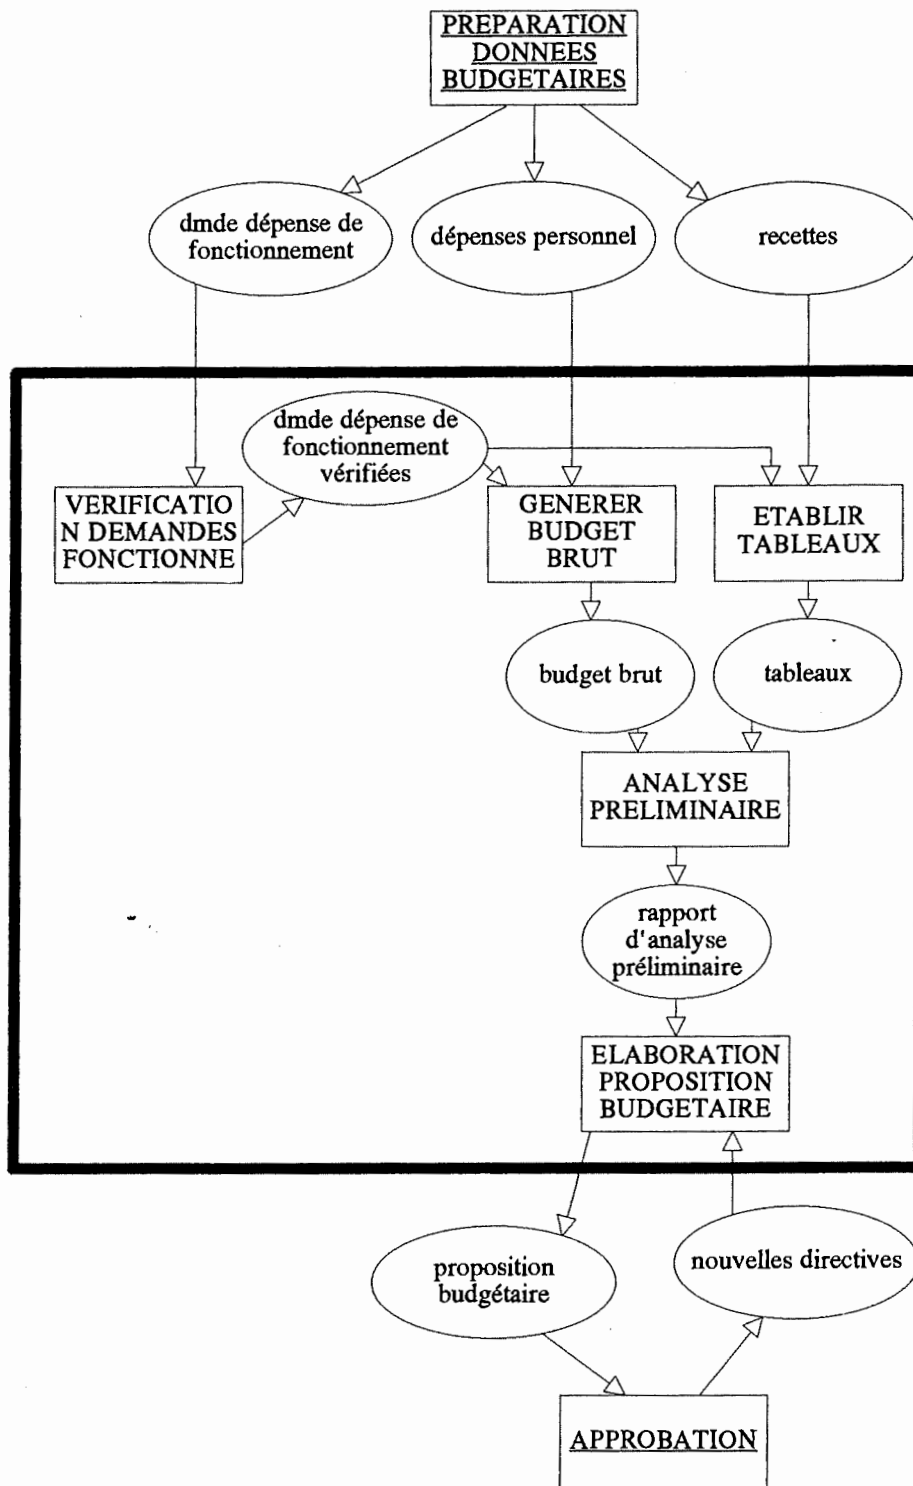 PREPARATION
DONNEES
BUDGETAIRES
dmde dépense de
fonctionnement
dépenses personnel
recettes
dmde dépense de
fonctionnement
vérifiées
VERIFICATIO
N DEMANDES
FONCTIONNE
GENERER
BUDGET
BRUT
ETABLIR
TABLEAUX
budget brut
tableaux
ANALYSE
PRELIMINAIRE
rapport
d'analyse
préliminaire
ELABORATION
PROPOSITION
BUDGETAIRE
proposition
budgétaire
nouvelles directives
APPROBATION